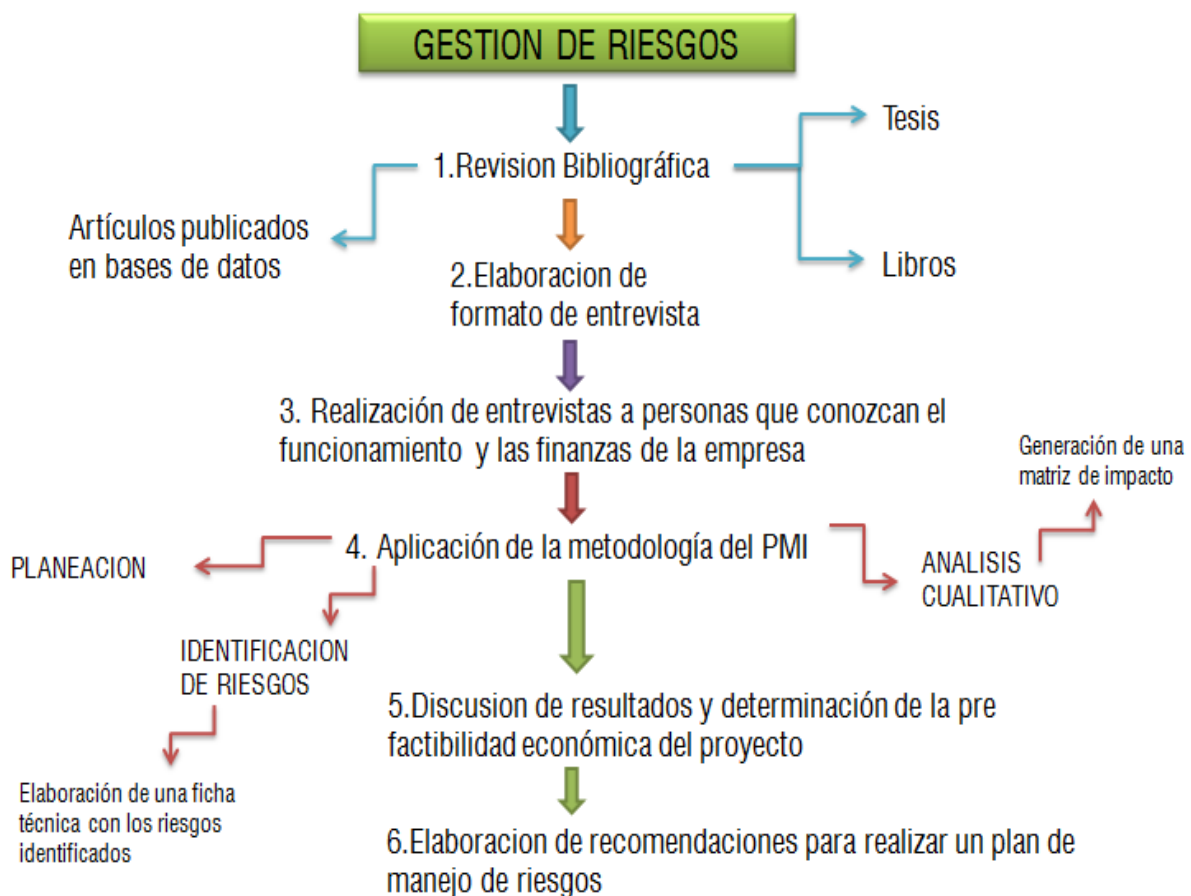 GESTION DE RIESGOS
Tesis
1.Revision Bibliográfica
Artículos publicados
en bases de datos
Libros
2.Elaboracion de
formato de entrevista
3. Realización de entrevistas a personas que conozcan el
funcionamiento y las finanzas de la empresa
Generación de una
matriz de impacto
4. Aplicación de la metodología del PMI
PLANEACION
ANALISIS
CUALITATIVO
IDENTIFICACION
DE RIESGOS
5.Discusion de resultados y determinación de la pre
factibilidad económica del proyecto
Elaboración de una ficha
técnica con los riesgos
identificados
6.Elaboracion de recomendaciones para realizar un plan de
manejo de riesgos